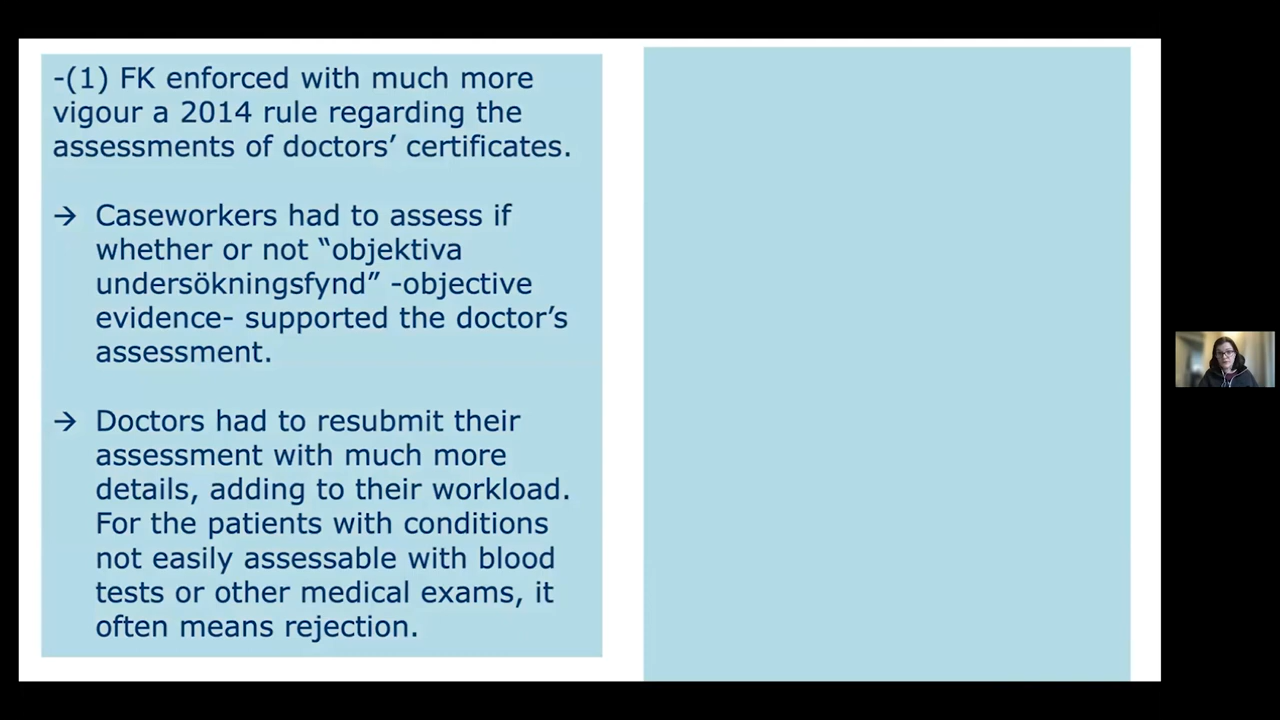 -(1) FK enforced with much more
vigour a 2014 rule regarding the
assessments of doctors’ certificates.
→ Caseworkers had to assess if
whether or not “objektiva
undersökningsfynd” -objective
evidence- supported the doctor’s
assessment.
→ Doctors had to resubmit their
assessment with much more
details, adding to their workload.
For the patients with conditions
not easily assessable with blood
tests or other medical exams, it
often means rejection.